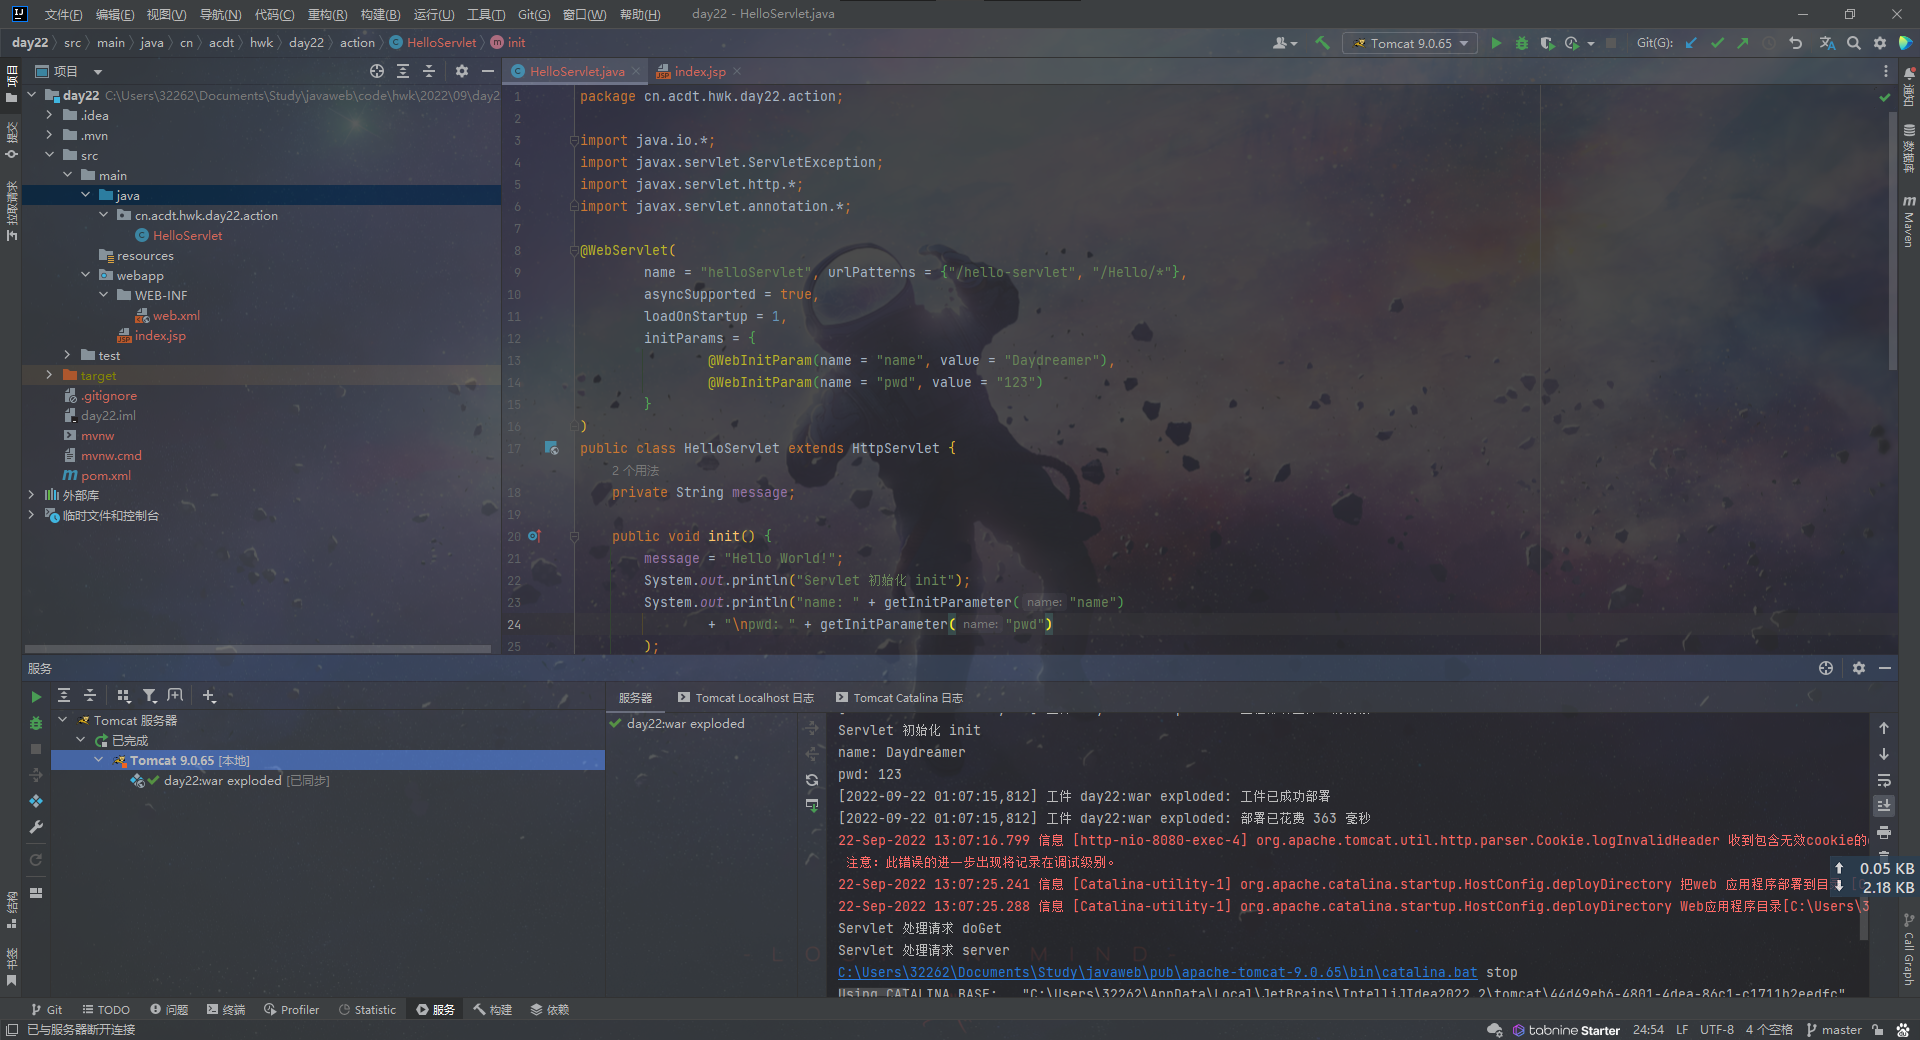 文件(F) 编辑(E) 视图(V) 导航(N) 代码(C) 重构(R) 构建(B) 运行(U) 工具(T) Git(G) 窗口(W) 帮助(H) day22 - HelloServlet.java
day22 src main java cn acdt hwk day22 action HelloServlet init
Tomcat 9.0.65
Git(G):
项目
HelloServlet.java
index.jsp
项目
提交
拉取请求
结构
书签
day22 C:\Users\32262\Documents\Study\javaweb\code\hwk\2022\09\day2
.idea
.mvn
src
main
java
cn.acdt.hwk.day22.action
HelloServlet
resources
webapp
WEB-INF
web.xml
index.jsp
test
target
.gitignore
day22.iml
mvnw
mvnw.cmd
pom.xml
外部库
临时文件和控制台
1 package cn.acdt.hwk.day22.action;
2
3 import java.io.*;
4 import javax.servlet.ServletException;
5 import javax.servlet.http.*;
6 import javax.servlet.annotation.*;
7
8 @WebServlet(
9 name = "helloServlet", urlPatterns = {"/hello-servlet", "/Hello/*"},
10 asyncSupported = true,
11 loadOnStartup = 1,
12 initParams = {
13 @WebInitParam(name = "name", value = "Daydreamer"),
14 @WebInitParam(name = "pwd", value = "123")
15 }
16 )
17 public class HelloServlet extends HttpServlet {
2 个用法
18 private String message;
19
20 public void init() {
21 message = "Hello World!";
22 System.out.println("Servlet 初始化 init");
23 System.out.println("name: " + getInitParameter( name: "name")
24 + "\npwd: " + getInitParameter( name: "pwd")
25 );
通知
数据库
Maven
Call Graph
服务
Tomcat 服务器
已完成
Tomcat 9.0.65 [本地]
day22:war exploded [已同步]
服务器
Tomcat Localhost 日志
Tomcat Catalina 日志
day22:war exploded
Servlet 初始化 init
name: Daydreamer
pwd: 123
[2022-09-22 01:07:15,812] 工件 day22:war exploded: 工件已成功部署
[2022-09-22 01:07:15,812] 工件 day22:war exploded: 部署已花费 363 毫秒
22-Sep-2022 13:07:16.799 信息 [http-nio-8080-exec-4] org.apache.tomcat.util.http.parser.Cookie.logInvalidHeader 收到包含无效cookie的
注意: 此错误的进一步出现将记录在调试级别。
22-Sep-2022 13:07:25.241 信息 [Catalina-utility-1] org.apache.catalina.startup.HostConfig.deployDirectory 把web 应用程序部署到目
22-Sep-2022 13:07:25.288 信息 [Catalina-utility-1] org.apache.catalina.startup.HostConfig.deployDirectory Web应用程序目录[C:\Users\3
Servlet 处理请求 doGet
Servlet 处理请求 server
C:\Users\32262\Documents\Study\javaweb\pub\apache-tomcat-9.0.65\bin\catalina.bat stop
Using CATALINA_BASE: "C:\Users\32262\AppData\Local\JetBrains\IntelliJIdea2022.2\tomcat\44d49eb6-4801-4dea-86c1-c1711b2eedfc"
0.05 KB
2.18 KB
Git TODO 问题 终端 Profiler Statistic 服务 构建 依赖
已与服务器断开连接
tabnine Starter 24:54 LF UTF-8 4 个空格 master